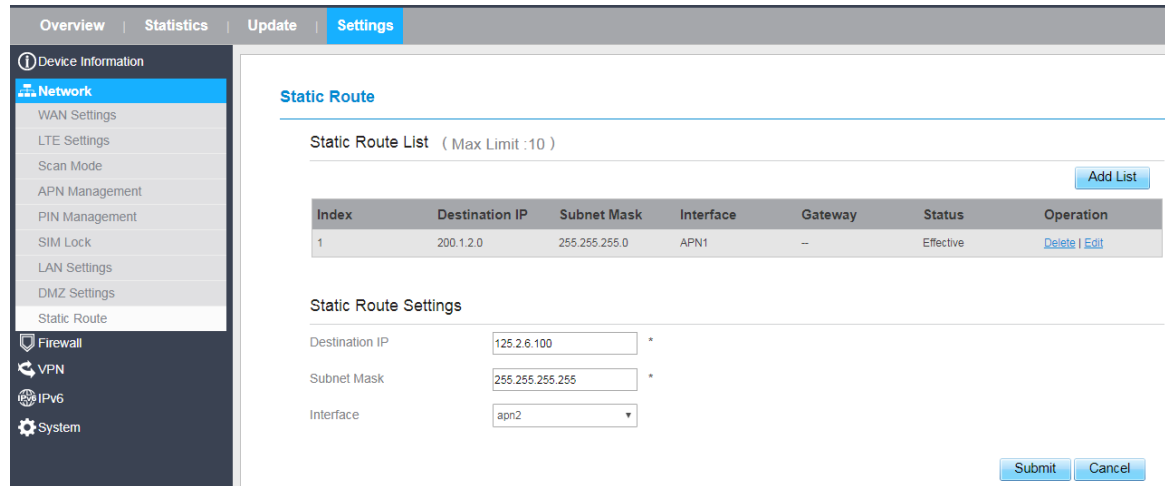 Overview | Statistics | Update | Settings
Device Information
Network
WAN Settings
LTE Settings
Scan Mode
APN Management
PIN Management
SIM Lock
LAN Settings
DMZ Settings
Static Route
Firewall
VPN
IPv6
System
Static Route
Static Route List ( Max Limit :10 )
Add List
Index Destination IP Subnet Mask Interface Gateway Status Operation
1 200.1.2.0 255.255.255.0 APN1 -- Effective Delete | Edit
Static Route Settings
Destination IP 125.2.6.100 *
Subnet Mask 255.255.255.255 *
Interface apn2
Submit Cancel